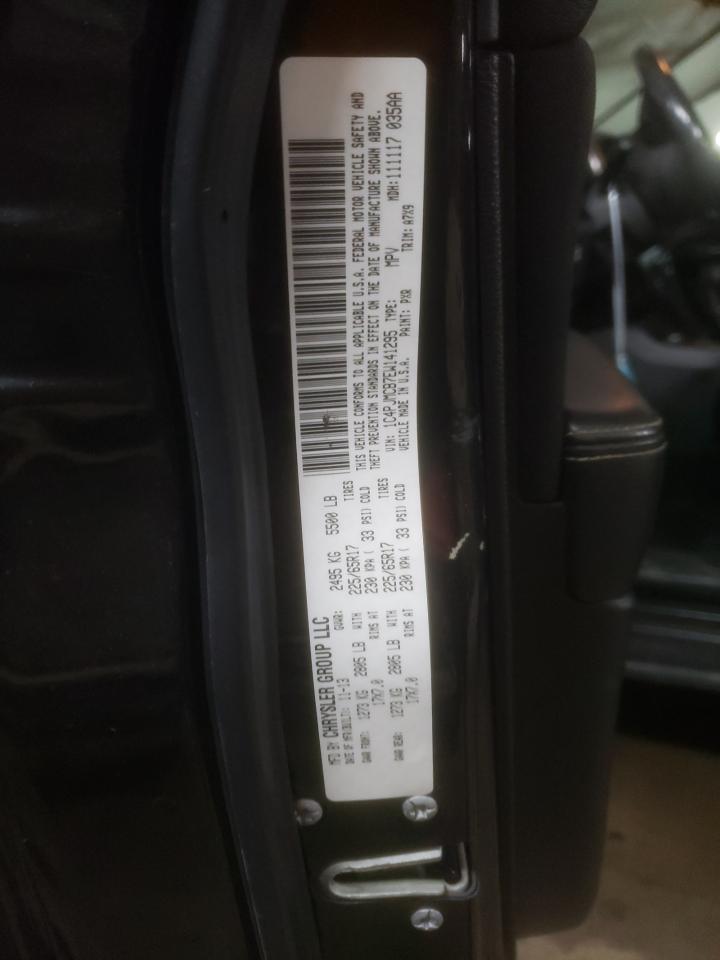 MFD BY CHRYSLER GROUP LLC
DATE OF MFR(BUILT): 11-13 GVWR: 2495 KG 5500 LB
GAWR FRONT: 1273 KG 2805 LB WITH 225/65R17 TIRES
17X7.0 RIMS AT 230 KPA ( 33 PSI) COLD
GAWR REAR: 1273 KG 2805 LB WITH 225/65R17 TIRES
17X7.0 RIMS AT 230 KPA ( 33 PSI) COLD
THIS VEHICLE CONFORMS TO ALL APPLICABLE U.S.A. FEDERAL MOTOR VEHICLE SAFETY AND
THEFT PREVENTION STANDARDS IN EFFECT ON THE DATE OF MANUFACTURE SHOWN ABOVE.
VIN: 1C4PJMCB7EW141295 TYPE: MPV MDH:111117 035AA
VEHICLE MADE IN U.S.A. PAINT: PXR TRIM: A7X9